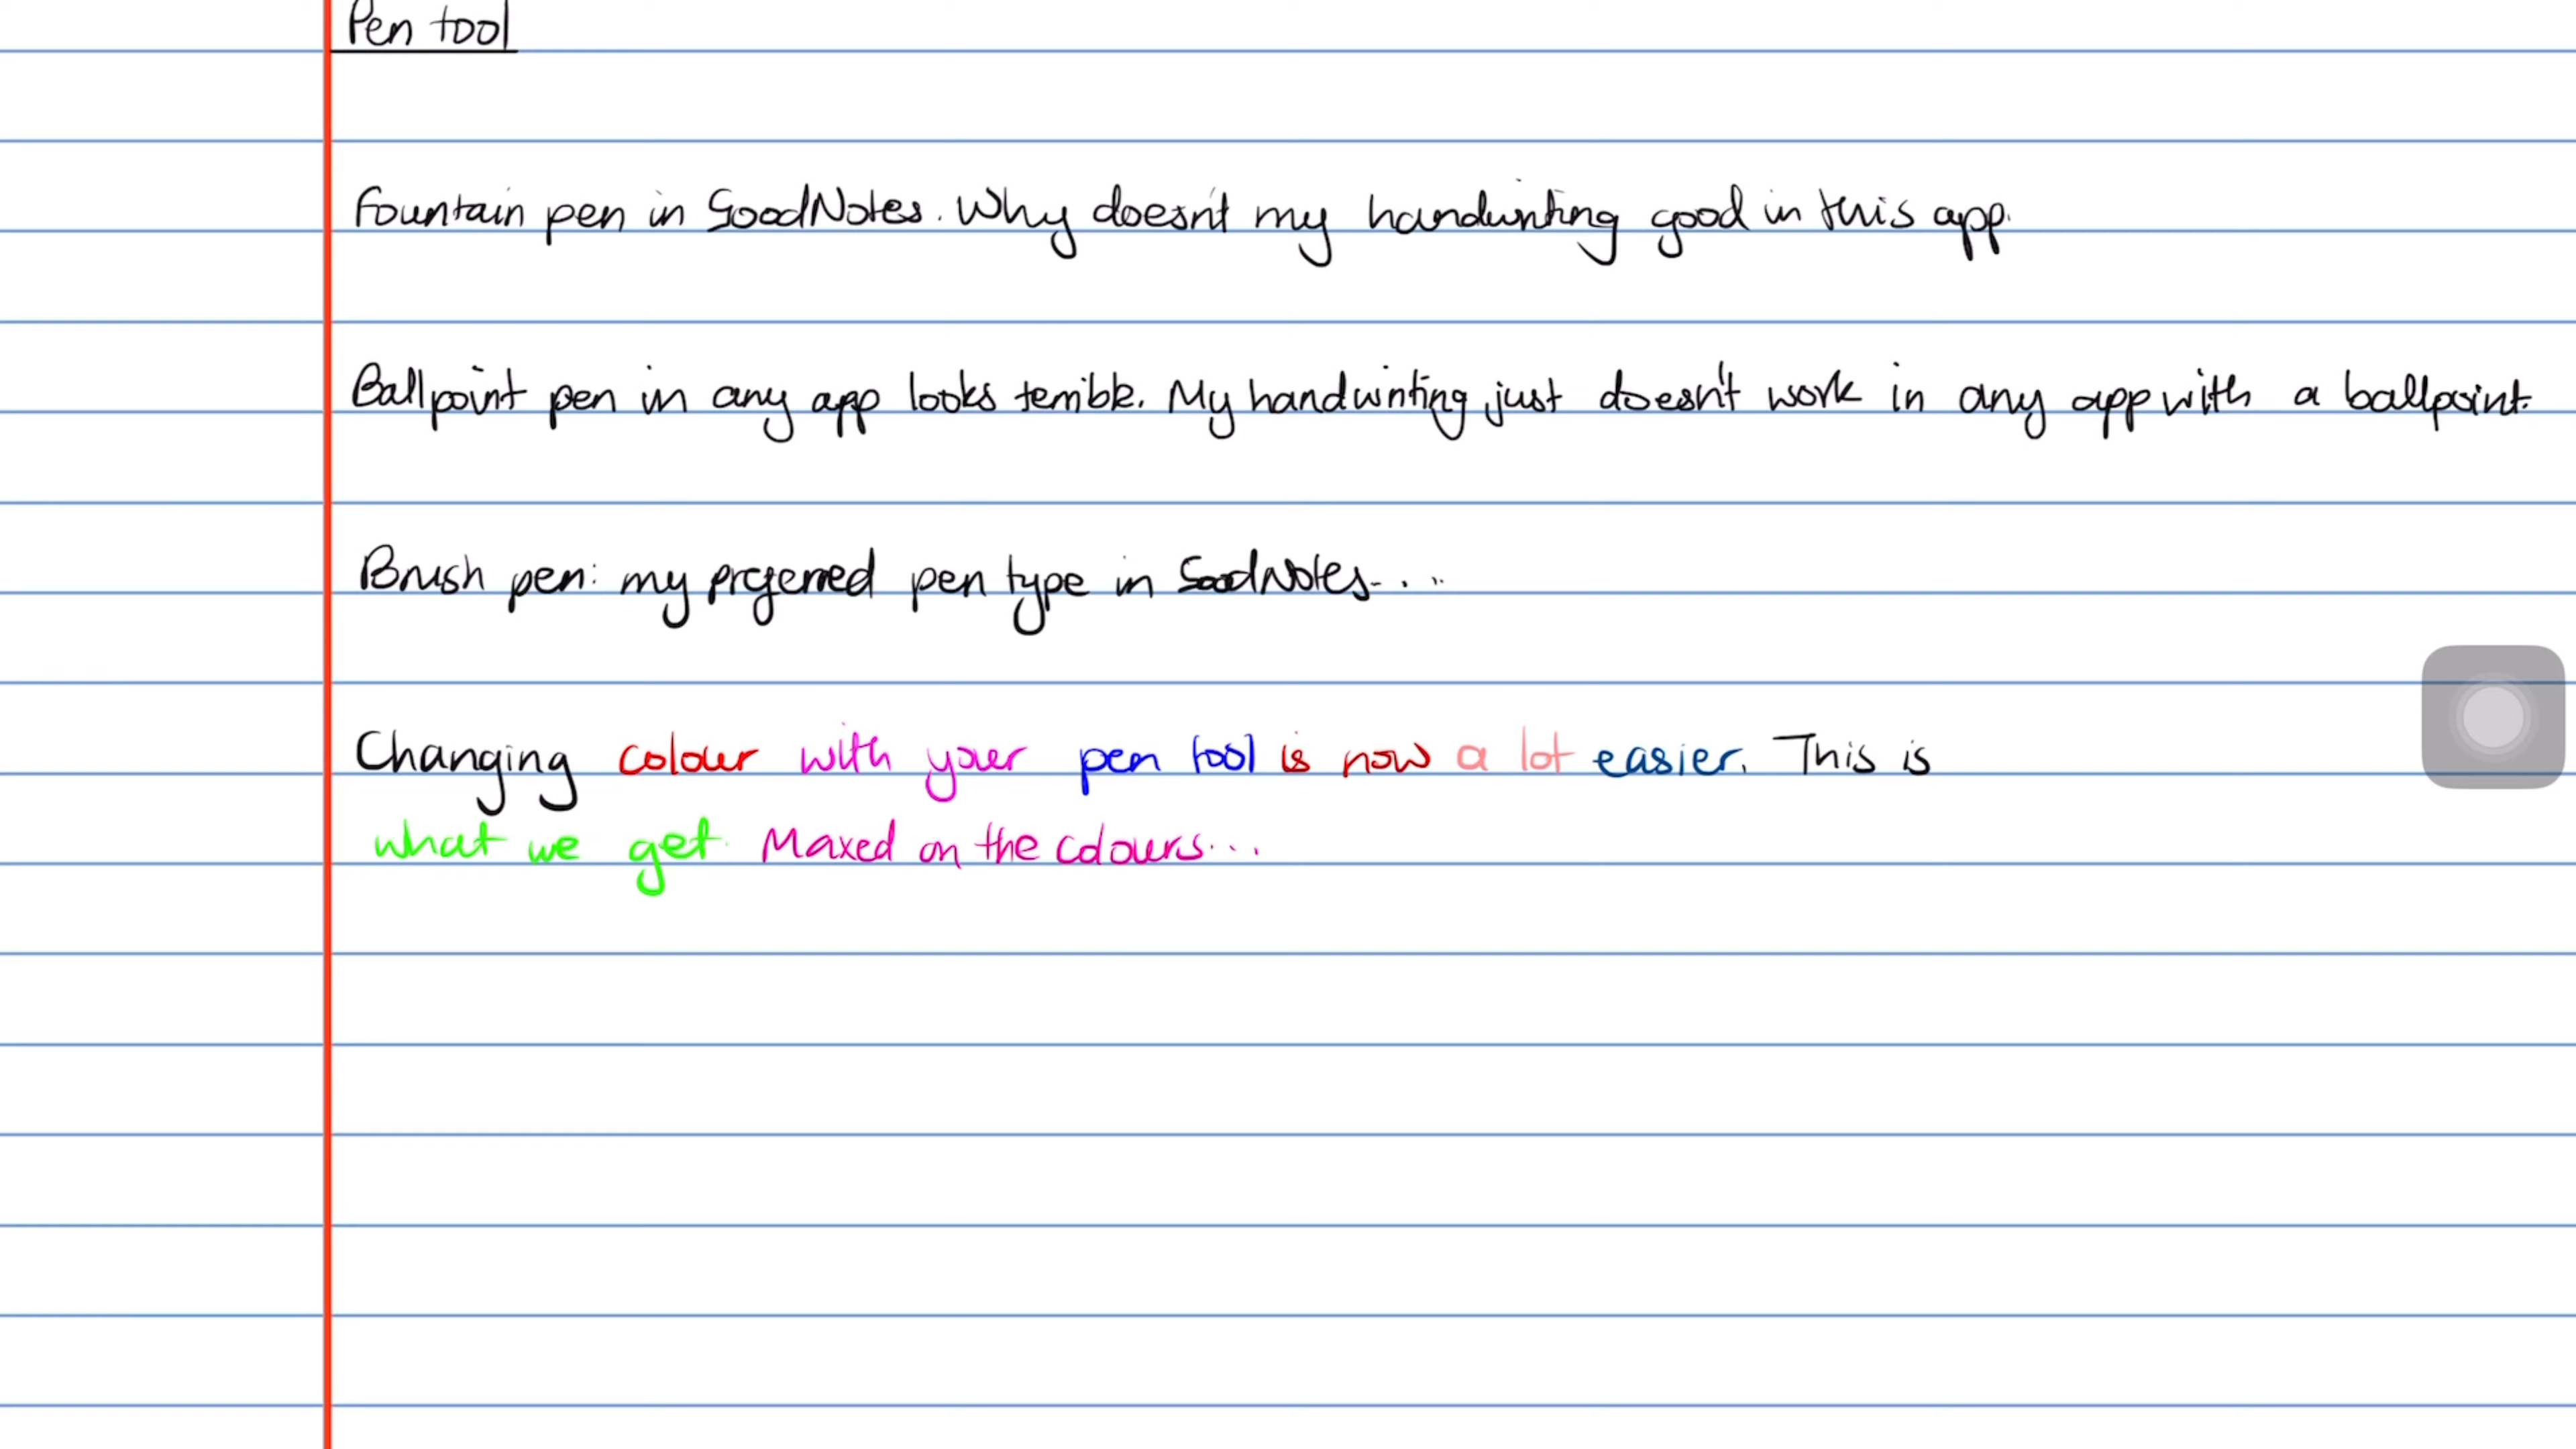 Pen tool
Fountain pen in GoodNotes. Why doesn't my handwriting good in this app.
Ballpoint pen in any app looks terrible. My handwriting just doesn't work in any app with a ballpoint.
Brush pen: my preferred pen type in GoodNotes....
Changing colour with your pen tool is now a lot easier. This is
what we get. Maxed on the colours...